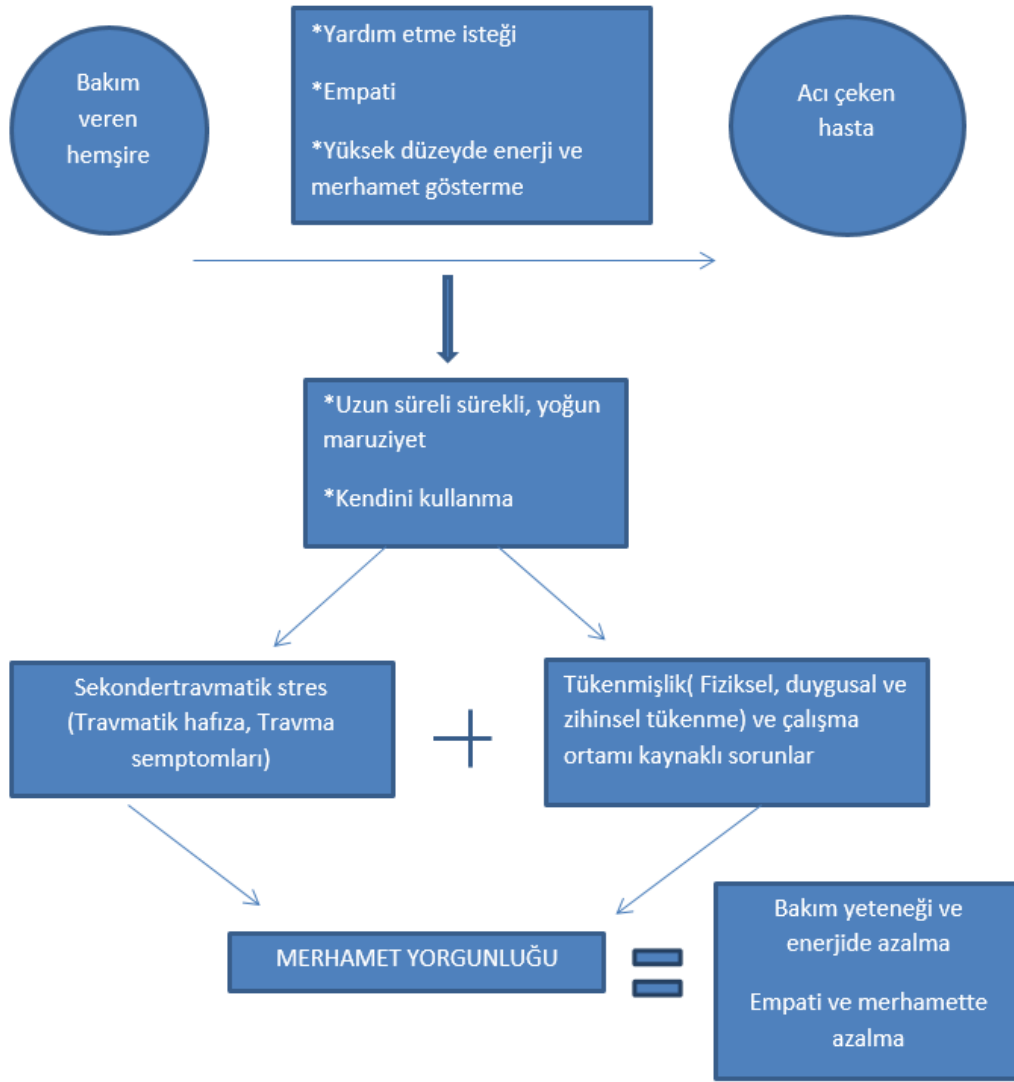 Bakım
veren
hemşire
*Yardım etme isteği
*Empati
*Yüksek düzeyde enerji ve
merhamet gösterme
Acı çeken
hasta
*Uzun süreli sürekli, yoğun
maruziyet
*Kendini kullanma
Sekondertravmatik stres
(Travmatik hafıza, Travma
semptomları)
Tükenmişlik( Fiziksel, duygusal ve
zihinsel tükenme) ve çalışma
ortamı kaynaklı sorunlar
MERHAMET YORGUNLUĞU
Bakım yeteneği ve
enerjide azalma
Empati ve merhamette
azalma